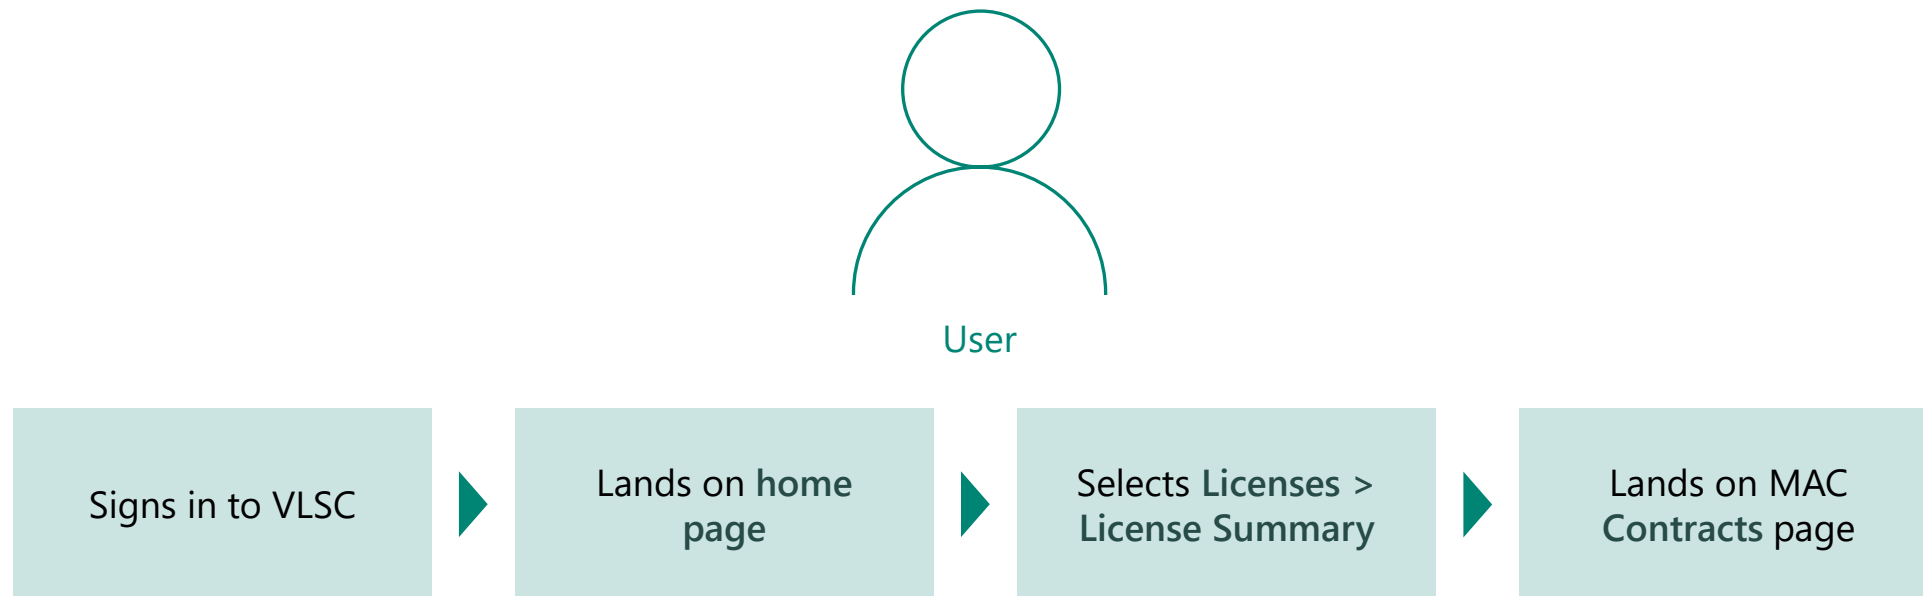 User
Signs in to VLSC
Lands on home
page
Selects Licenses >
License Summary
Lands on MAC
Contracts page